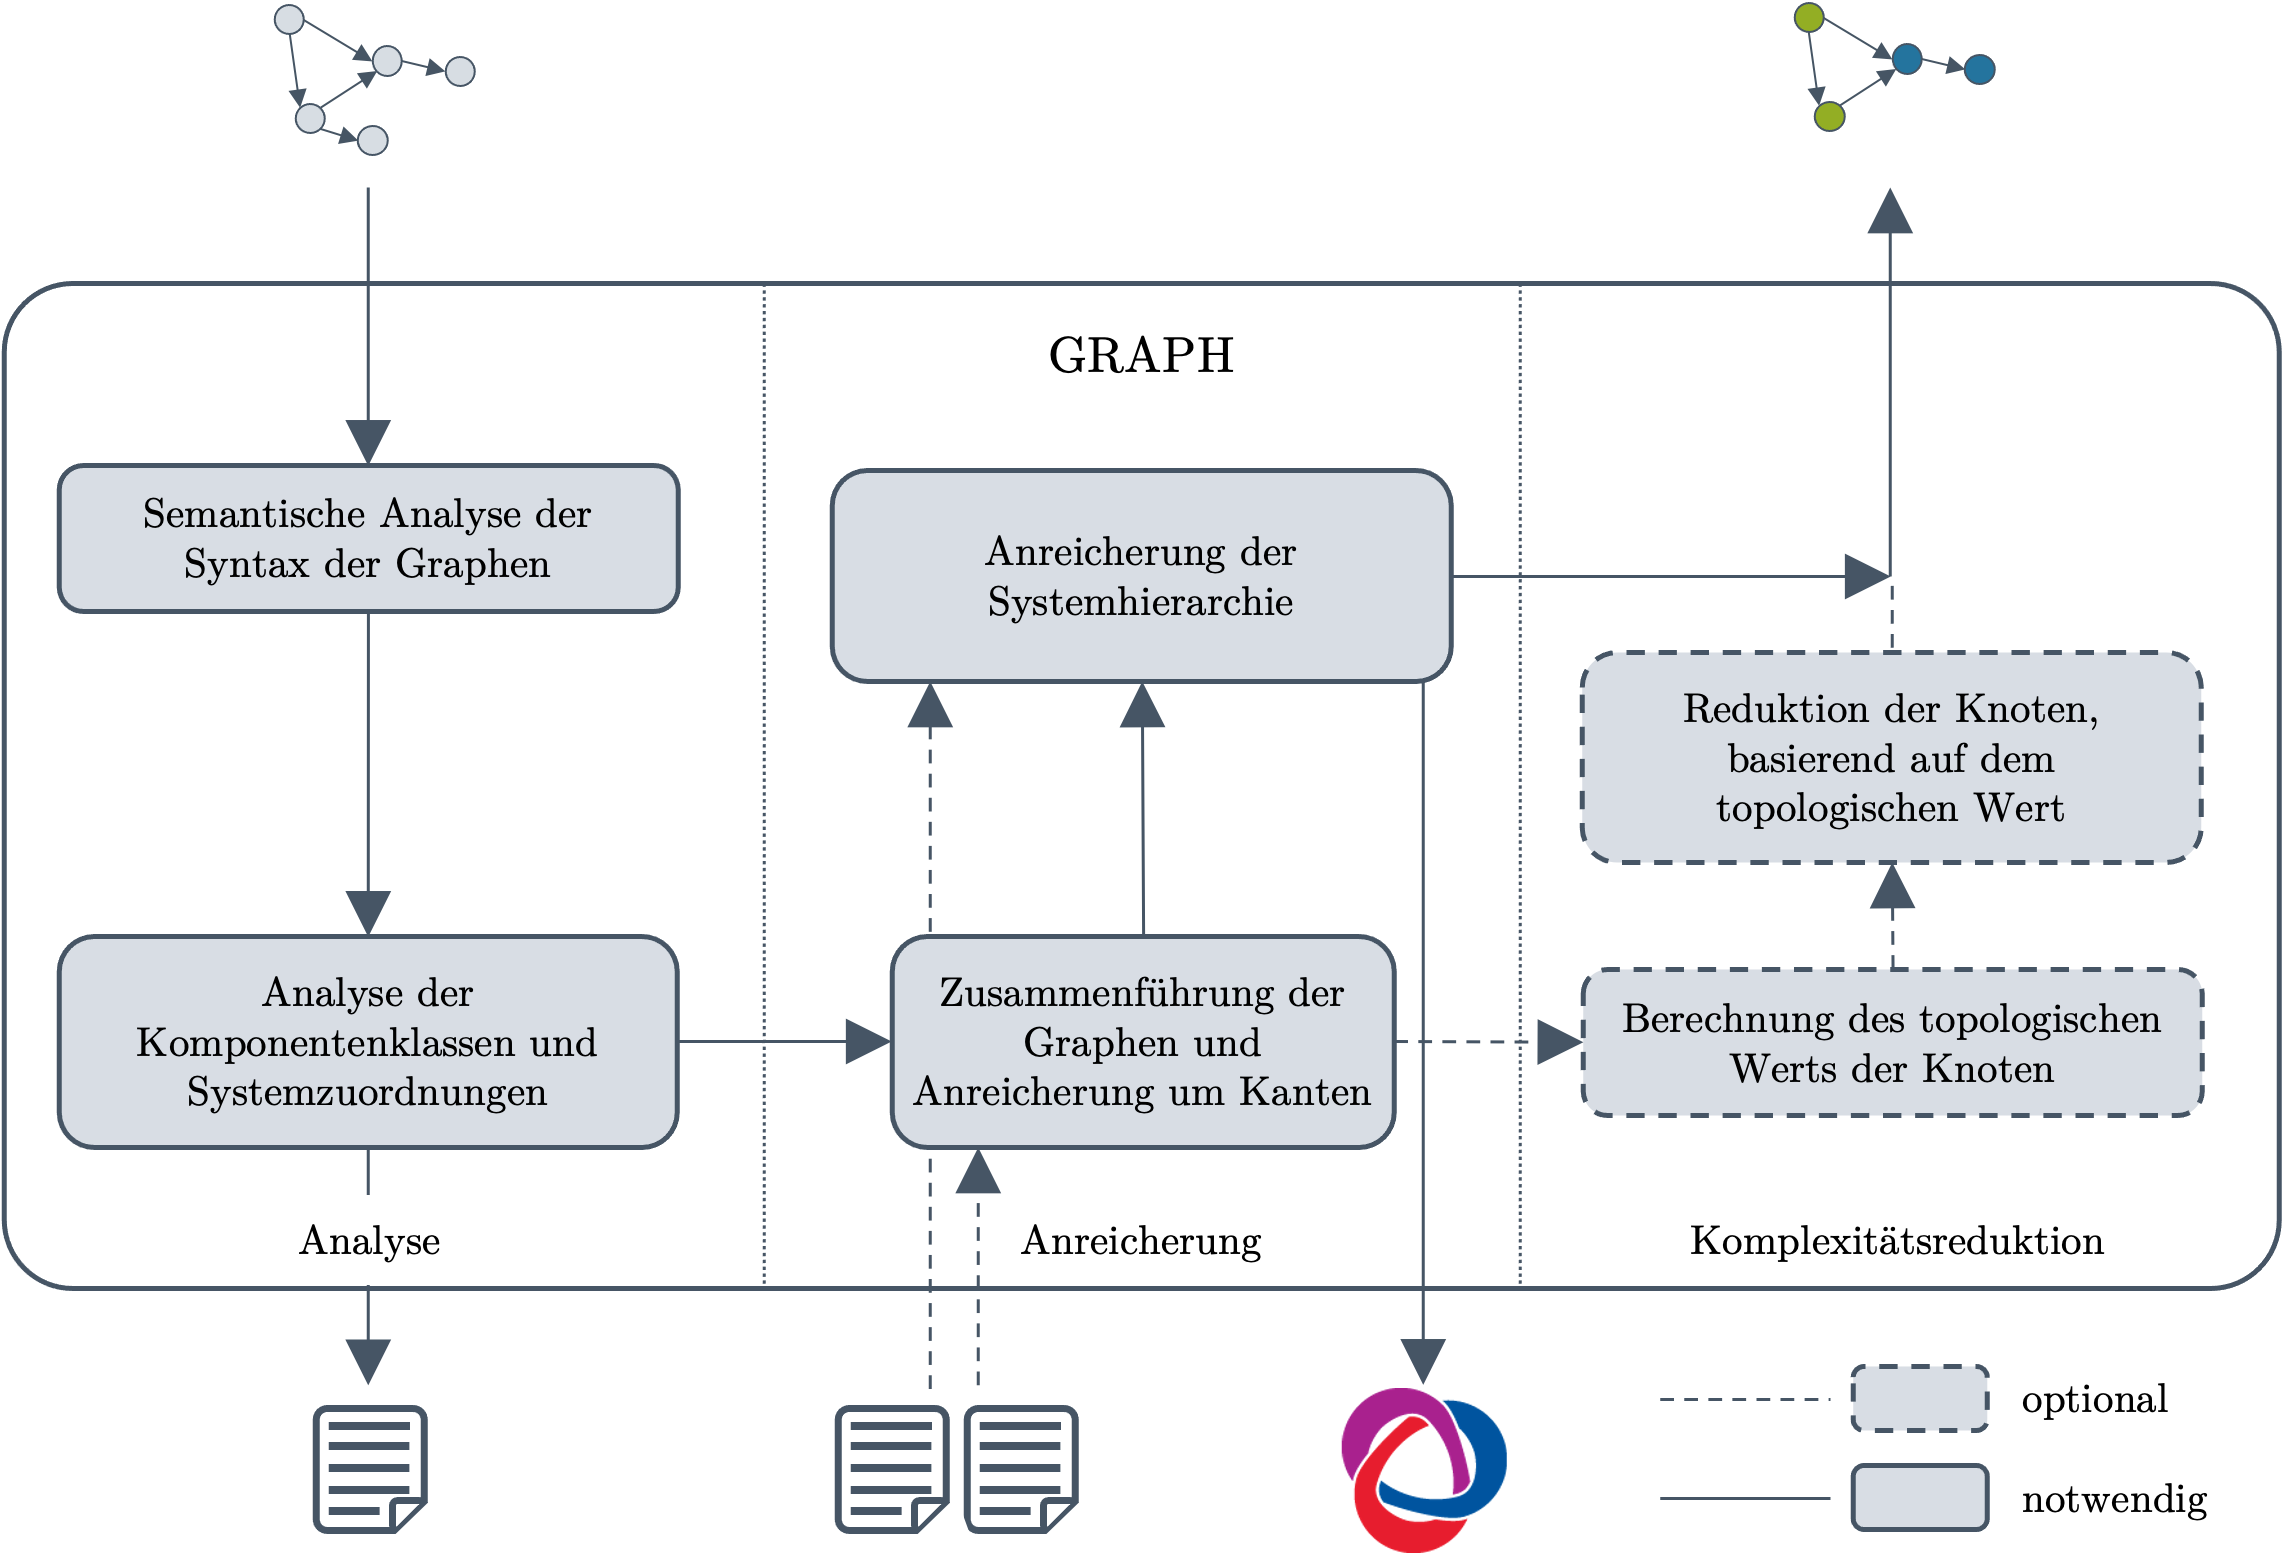 GRAPH
Semantische Analyse der
Syntax der Graphen
Analyse der
Komponentenklassen und
Systemzuordnungen
Analyse
Anreicherung der
Systemhierarchie
Zusammenführung der
Graphen und
Anreicherung um Kanten
Anreicherung
Reduktion der Knoten,
basierend auf dem
topologischen Wert
Berechnung des topologischen
Werts der Knoten
Komplexitätsreduktion
optional
notwendig